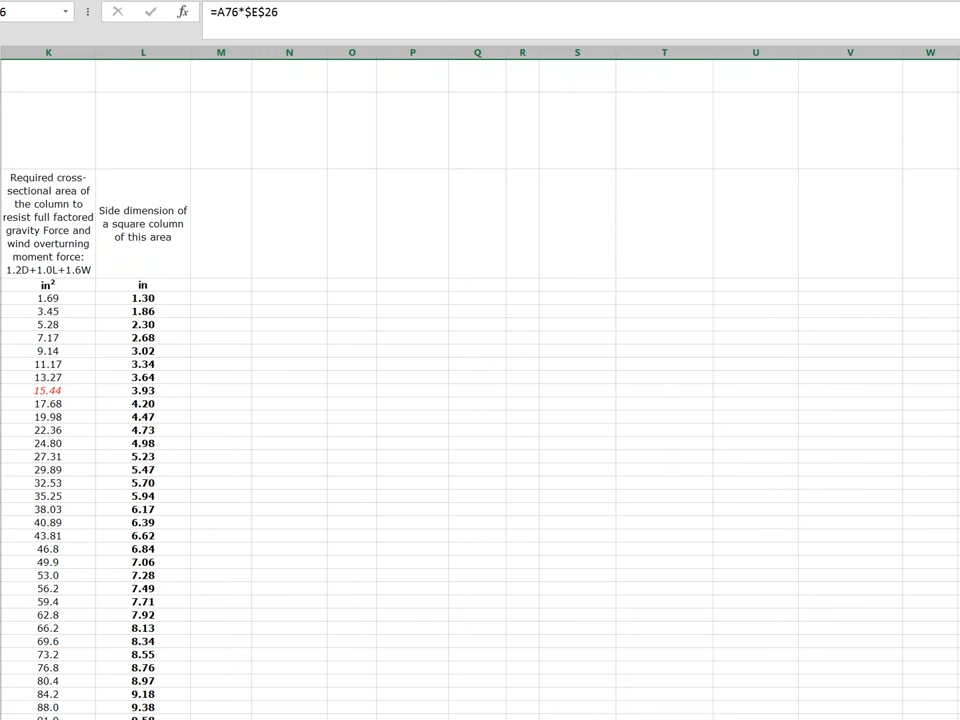 6
fx
=A76*$E$26
K L M N O P Q R S T U V W
Required cross-
sectional area of
the column to
resist full factored
gravity Force and
wind overturning
moment force:
1.2D+1.0L+1.6W
Side dimension of
a square column
of this area
in² in
1.69 1.30
3.45 1.86
5.28 2.30
7.17 2.68
9.14 3.02
11.17 3.34
13.27 3.64
15.44 3.93
17.68 4.20
19.98 4.47
22.36 4.73
24.80 4.98
27.31 5.23
29.89 5.47
32.53 5.70
35.25 5.94
38.03 6.17
40.89 6.39
43.81 6.62
46.8 6.84
49.9 7.06
53.0 7.28
56.2 7.49
59.4 7.71
62.8 7.92
66.2 8.13
69.6 8.34
73.2 8.55
76.8 8.76
80.4 8.97
84.2 9.18
88.0 9.38